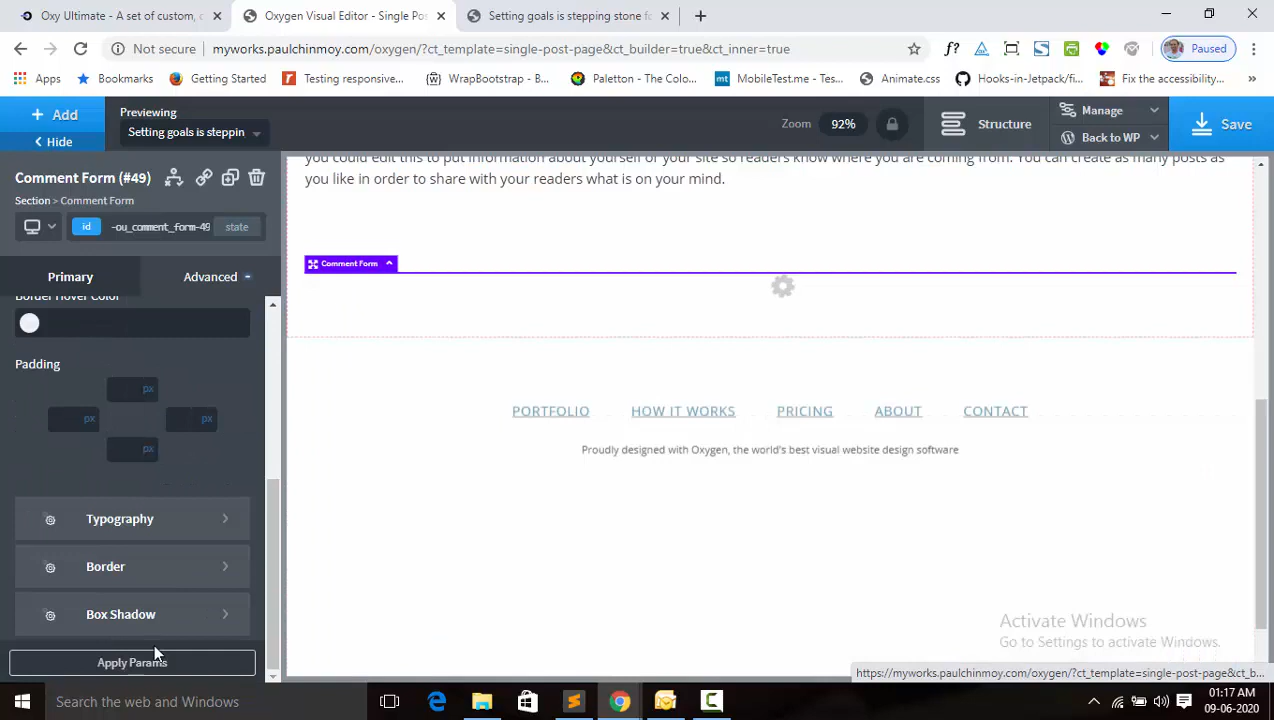 Oxy Ultimate - A set of custom, c
Oxygen Visual Editor - Single Pos
Setting goals is stepping stone fo
Not secure
myworks.paulchinmoy.com/oxygen/?ct_template=single-post-page&ct_builder=true&ct_inner=true
f?
Paused
Apps
Bookmarks
Getting Started
Testing responsive...
WrapBootstrap - B...
Paletton - The Colo...
MobileTest.me - Tes...
Animate.css
Hooks-in-Jetpack/fi...
Fix the accessibility...
Add
Hide
Previewing
Setting goals is steppin
Zoom
92%
Structure
Manage
Back to WP
Save
Comment Form (#49)
Section > Comment Form
id
-ou_comment_form-49
state
Primary
Advanced
Border Hover Color
Padding
px
px
px
px
Typography
Border
Box Shadow
Apply Params
you could edit this to put information about yourself of your site so readers know where you are coming from. You can create as many posts as
you like in order to share with your readers what is on your mind.
Comment Form
PORTFOLIO
HOW IT WORKS
PRICING
ABOUT
CONTACT
Proudly designed with Oxygen, the world's best visual website design software
Activate Windows
Go to Settings to activate Windows.
https://myworks.paulchinmoy.com/oxygen/?ct_template=single-post-page&ct_b...
Search the web and Windows
01:17 AM
09-06-2020